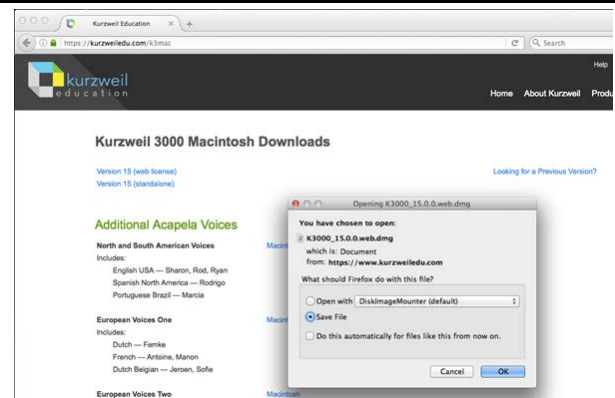 Kurzweil Education
https://kurzweiledu.com/k3mac
Search
kurzweil
education
Help
Home About Kurzweil Produ
Kurzweil 3000 Macintosh Downloads
Version 15 (web license)
Looking for a Previous Version?
Version 15 (standalone)
Additional Acapela Voices
North and South American Voices
Macin
Includes:
English USA — Sharon, Rod, Ryan
Spanish North America — Rodrigo
Portuguese Brazil — Marcia
European Voices One
Macint
Includes:
Dutch — Femke
French — Antoine, Manon
Dutch Belgian — Jeroen, Sofie
European Voices Two
Macintosh
Opening K3000_15.0.0.web.dmg
You have chosen to open:
K3000_15.0.0.web.dmg
which is: Document
from: https://www.kurzweiledu.com
What should Firefox do with this file?
Open with DiskImageMounter (default)
Save File
Do this automatically for files like this from now on.
Cancel OK